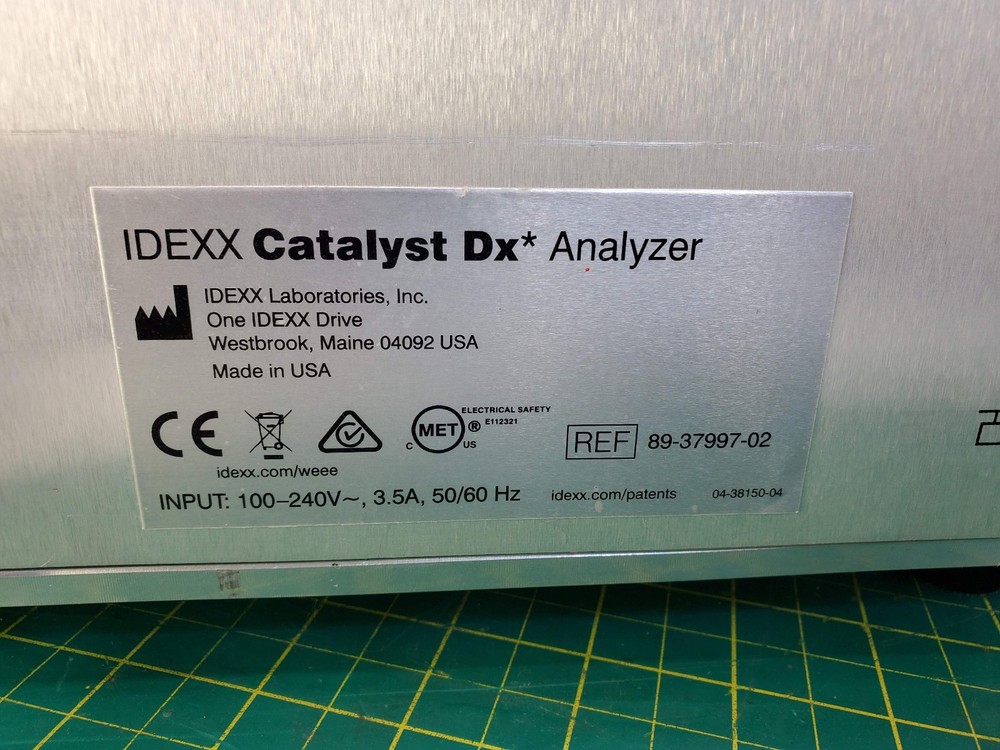 IDEXX Catalyst Dx* Analyzer
IDEXX Laboratories, Inc.
One IDEXX Drive
Westbrook, Maine 04092 USA
Made in USA
CE
C MET US ® ELECTRICAL SAFETY
E112321
REF 89-37997-02
idexx.com/weee
INPUT: 100–240V~, 3.5A, 50/60 Hz
idexx.com/patents
04-38150-04